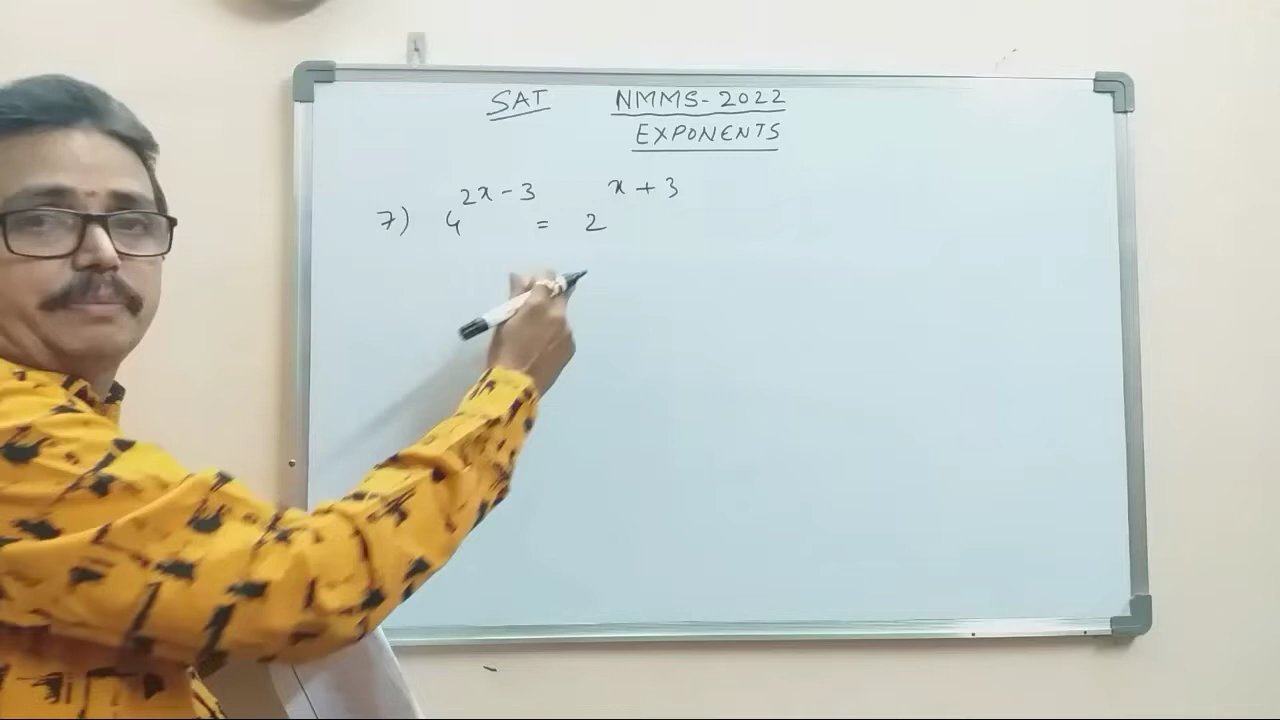 SAT NMMS-2022
EXPONENTS
7) 4^{2x-3} = 2^{x+3}